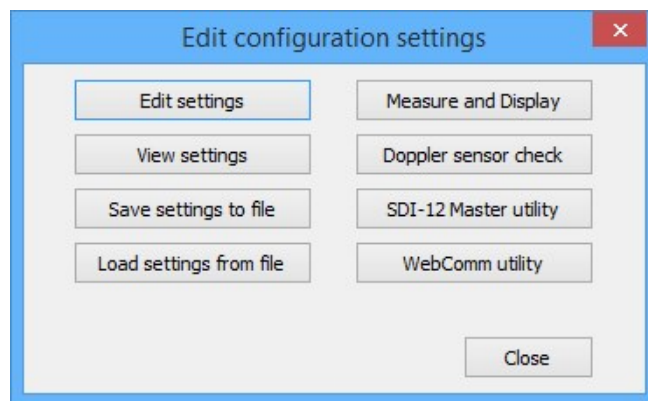 Edit configuration settings
Edit settings
Measure and Display
View settings
Doppler sensor check
Save settings to file
SDI-12 Master utility
Load settings from file
WebComm utility
Close